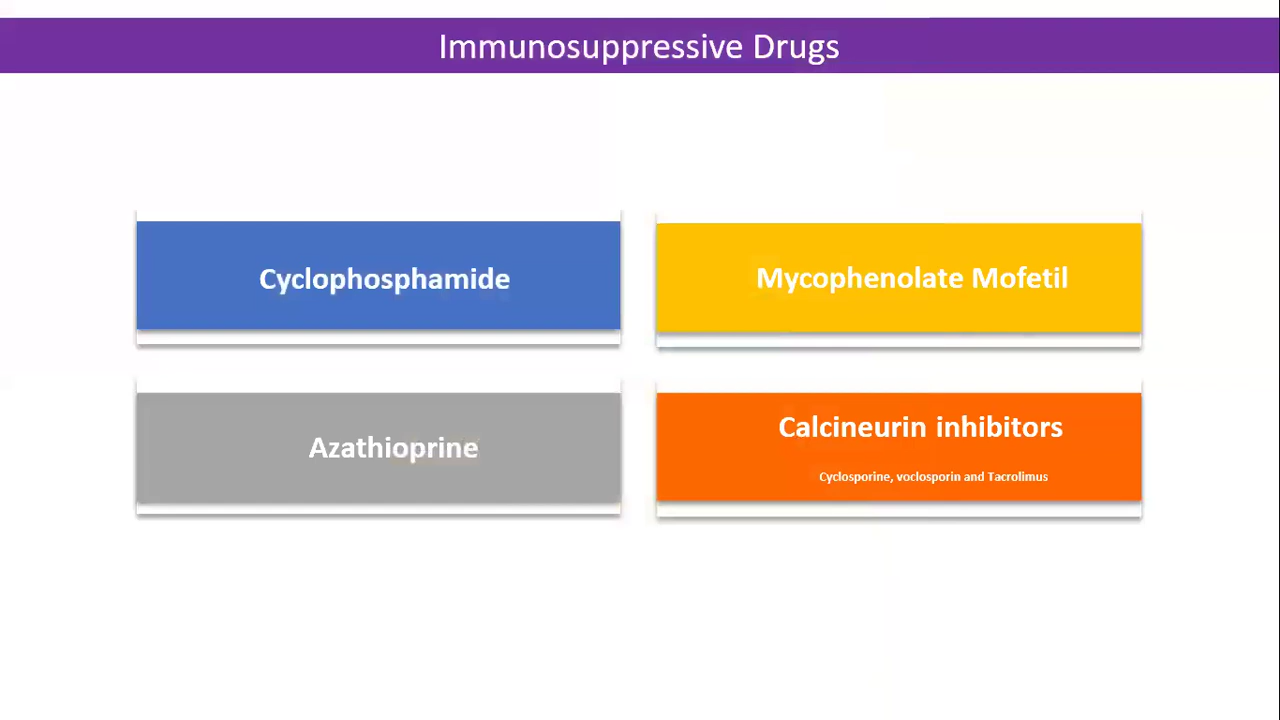 Immunosuppressive Drugs
Cyclophosphamide
Mycophenolate Mofetil
Azathioprine
Calcineurin inhibitors
Cyclosporine, voclosporin and Tacrolimus